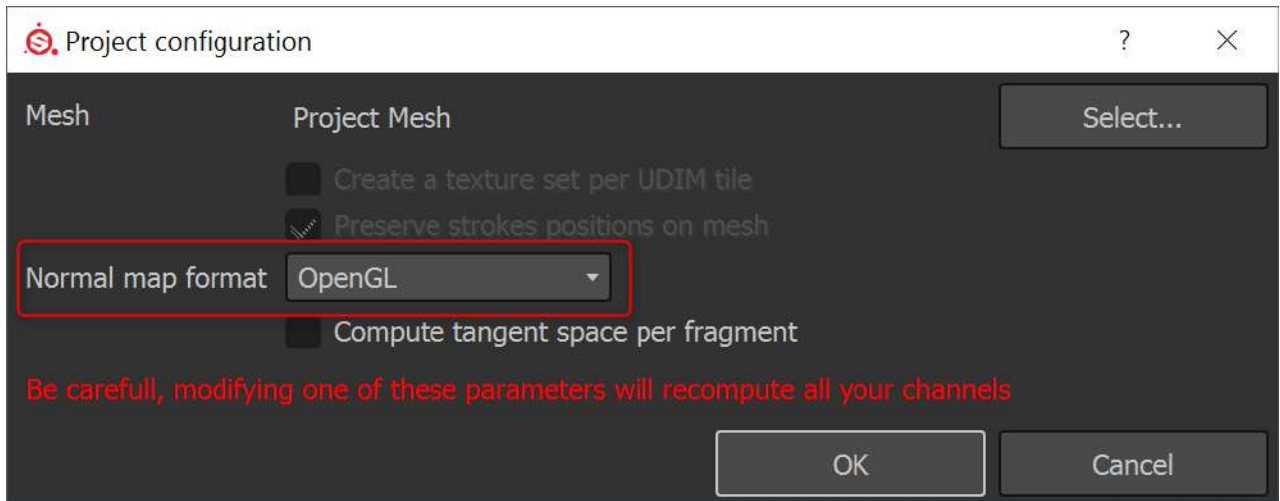 Project configuration
?
Mesh
Project Mesh
Select...
Create a texture set per UDIM tile
Preserve strokes positions on mesh
Normal map format
OpenGL
Compute tangent space per fragment
Be carefull, modifying one of these parameters will recompute all your channels
OK
Cancel